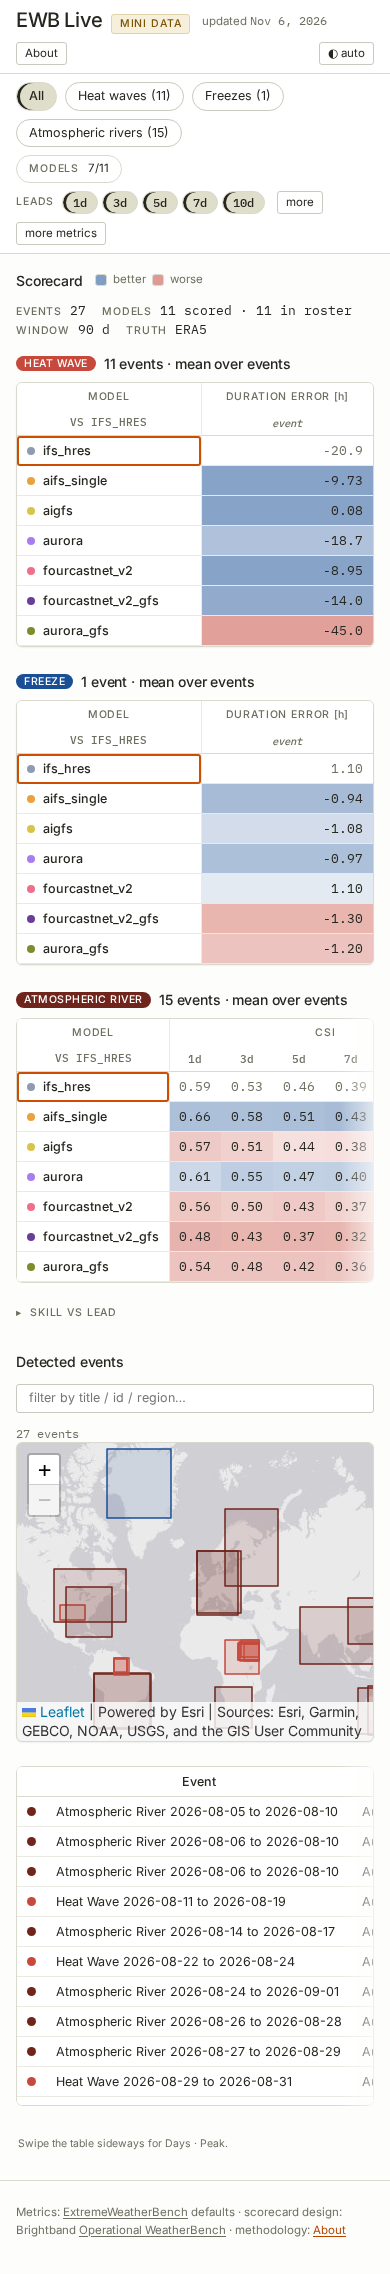 EWB Live MINI DATA updated Nov 6, 2026
About ◐ auto
All Heat waves (11) Freezes (1)
Atmospheric rivers (15)
MODELS 7/11
LEADS 1d 3d 5d 7d 10d more
more metrics
Scorecard better worse
EVENTS 27 MODELS 11 scored · 11 in roster
WINDOW 90 d TRUTH ERA5
HEAT WAVE 11 events · mean over events
MODEL DURATION ERROR [h]
VS IFS_HRES event
ifs_hres -20.9
aifs_single -9.73
aigfs 0.08
aurora -18.7
fourcastnet_v2 -8.95
fourcastnet_v2_gfs -14.0
aurora_gfs -45.0
FREEZE 1 event · mean over events
MODEL DURATION ERROR [h]
VS IFS_HRES event
ifs_hres 1.10
aifs_single -0.94
aigfs -1.08
aurora -0.97
fourcastnet_v2 1.10
fourcastnet_v2_gfs -1.30
aurora_gfs -1.20
ATMOSPHERIC RIVER 15 events · mean over events
MODEL CSI
VS IFS_HRES 1d 3d 5d 7d
ifs_hres 0.59 0.53 0.46 0.39
aifs_single 0.66 0.58 0.51 0.43
aigfs 0.57 0.51 0.44 0.38
aurora 0.61 0.55 0.47 0.40
fourcastnet_v2 0.56 0.50 0.43 0.37
fourcastnet_v2_gfs 0.48 0.43 0.37 0.32
aurora_gfs 0.54 0.48 0.42 0.36
▸ SKILL VS LEAD
Detected events
filter by title / id / region…
27 events
+
−
Leaflet | Powered by Esri | Sources: Esri, Garmin,
GEBCO, NOAA, USGS, and the GIS User Community
Event
Atmospheric River 2026-08-05 to 2026-08-10
Atmospheric River 2026-08-06 to 2026-08-10
Atmospheric River 2026-08-06 to 2026-08-10
Heat Wave 2026-08-11 to 2026-08-19
Atmospheric River 2026-08-14 to 2026-08-17
Heat Wave 2026-08-22 to 2026-08-24
Atmospheric River 2026-08-24 to 2026-09-01
Atmospheric River 2026-08-26 to 2026-08-28
Atmospheric River 2026-08-27 to 2026-08-29
Heat Wave 2026-08-29 to 2026-08-31
Swipe the table sideways for Days · Peak.
Metrics: ExtremeWeatherBench defaults · scorecard design:
Brightband Operational WeatherBench · methodology: About